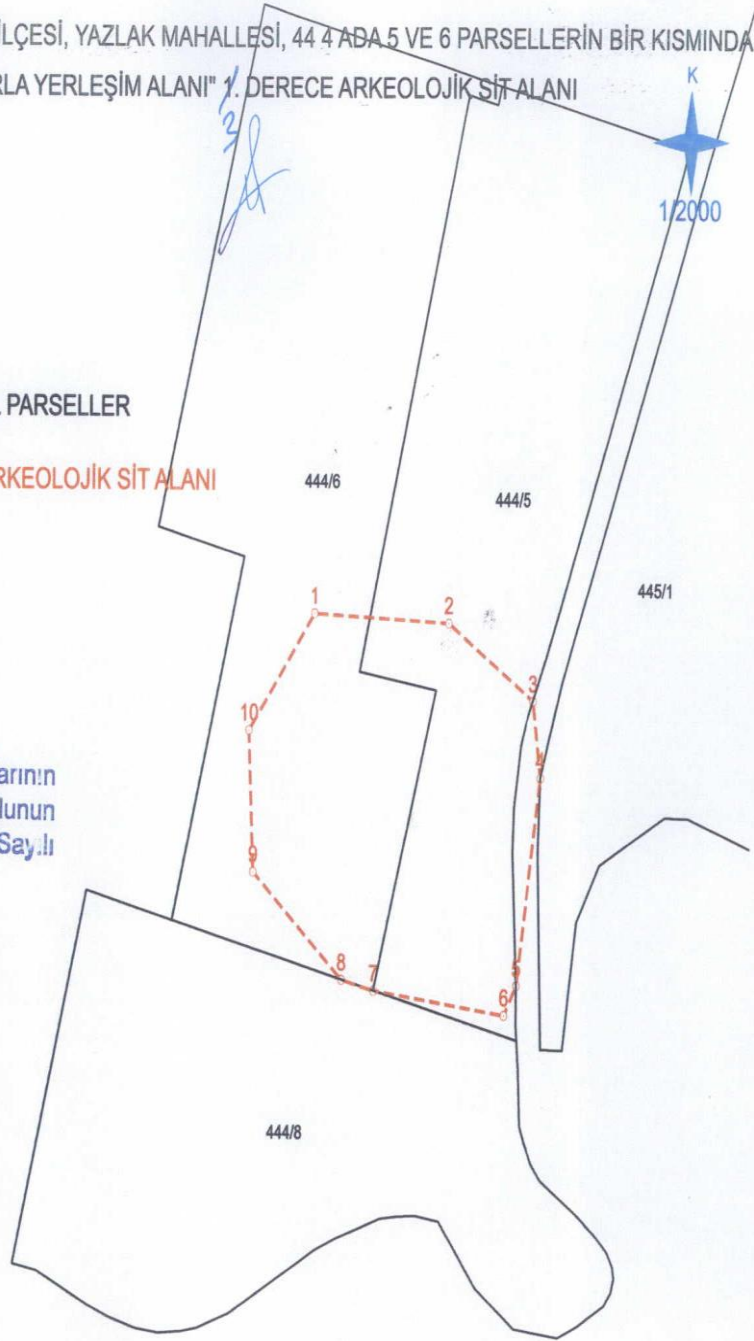 İLÇESİ, YAZLAK MAHALLESİ, 44 4 ADA 5 VE 6 PARSELLERİN BİR KISMINDA
RLA YERLEŞİM ALANI" 1. DERECE ARKEOLOJİK SİT ALANI
K
1/2000
PARSELLER
RKEOLOJİK SİT ALANI
444/6
444/5
445/1
1
2
3
10
4
arının
lunun
Sayılı
9
8
7
5
6
444/8